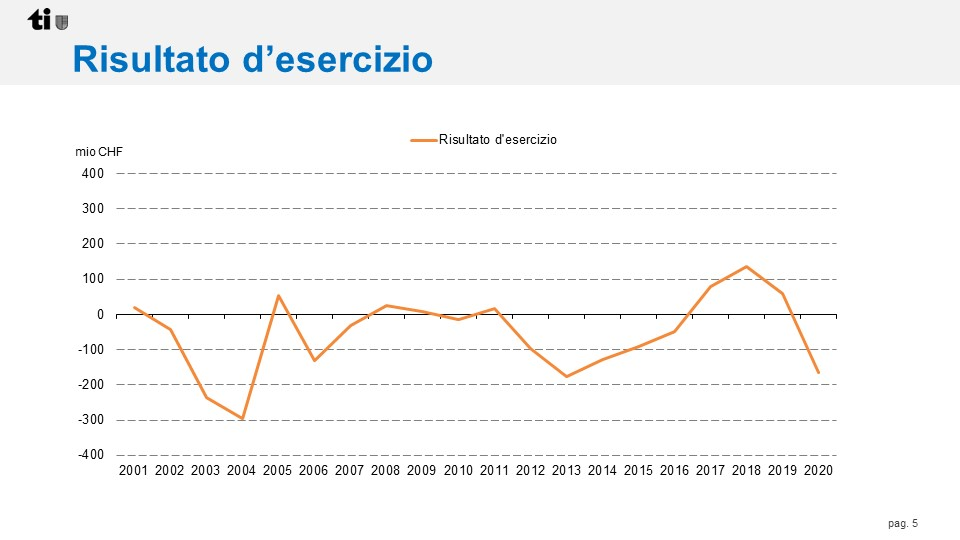 ti
Risultato d’esercizio
Risultato d'esercizio
mio CHF
400
300
200
100
0
-100
-200
-300
-400
2001 2002 2003 2004 2005 2006 2007 2008 2009 2010 2011 2012 2013 2014 2015 2016 2017 2018 2019 2020
pag. 5